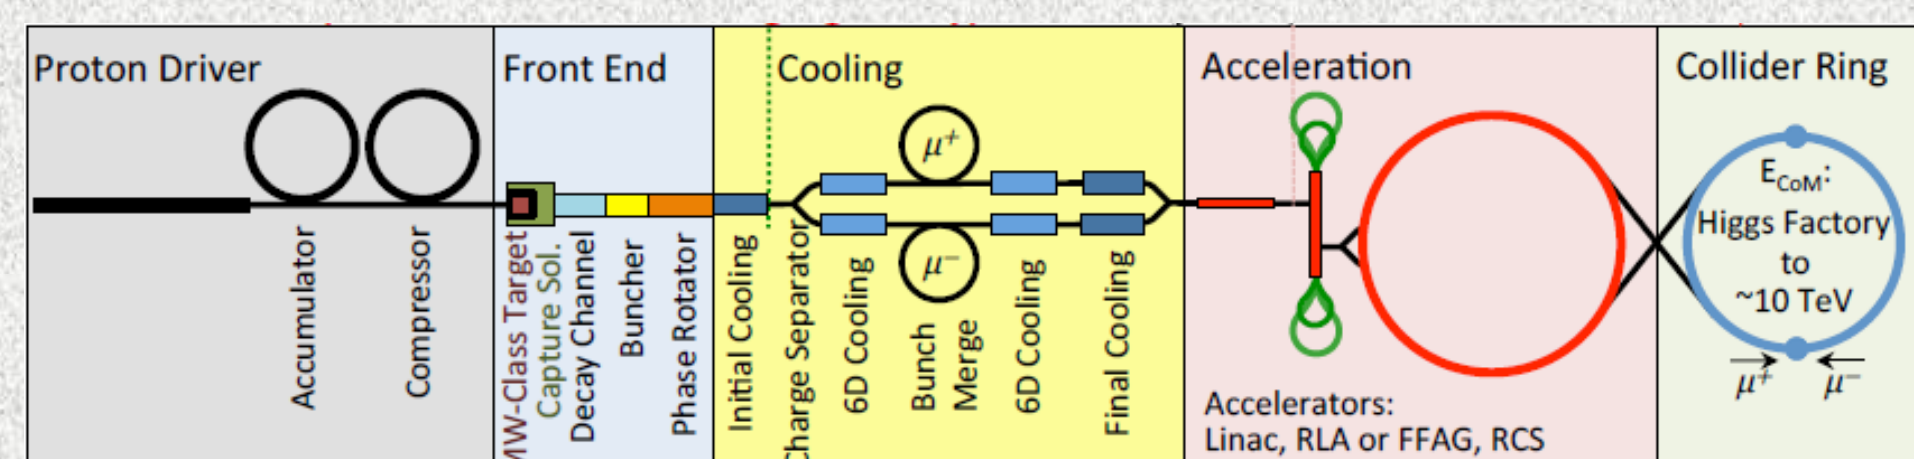 Proton Driver
Accumulator
Compressor
Front End
MW-Class Target
Capture Sol.
Decay Channel
Buncher
Phase Rotator
Cooling
Initial Cooling
Charge Separator
6D Cooling
μ+
μ−
Bunch
Merge
6D Cooling
Final Cooling
Acceleration
Accelerators:
Linac, RLA or FFAG, RCS
Collider Ring
ECoM:
Higgs Factory
to
~10 TeV
μ+ μ−